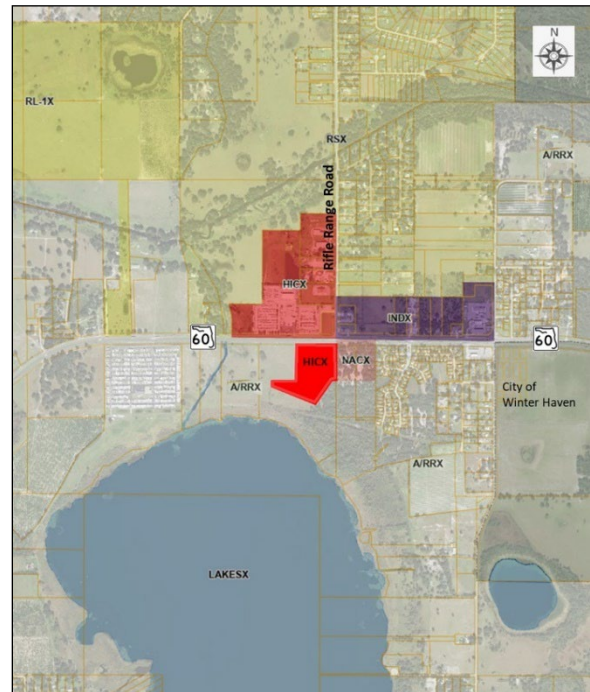 N
RL-1X
RSX
A/RRX
Rifle Range Road
HICX
INDX
60
60
HICX
NACX
A/RRX
City of
Winter Haven
A/RRX
LAKESX